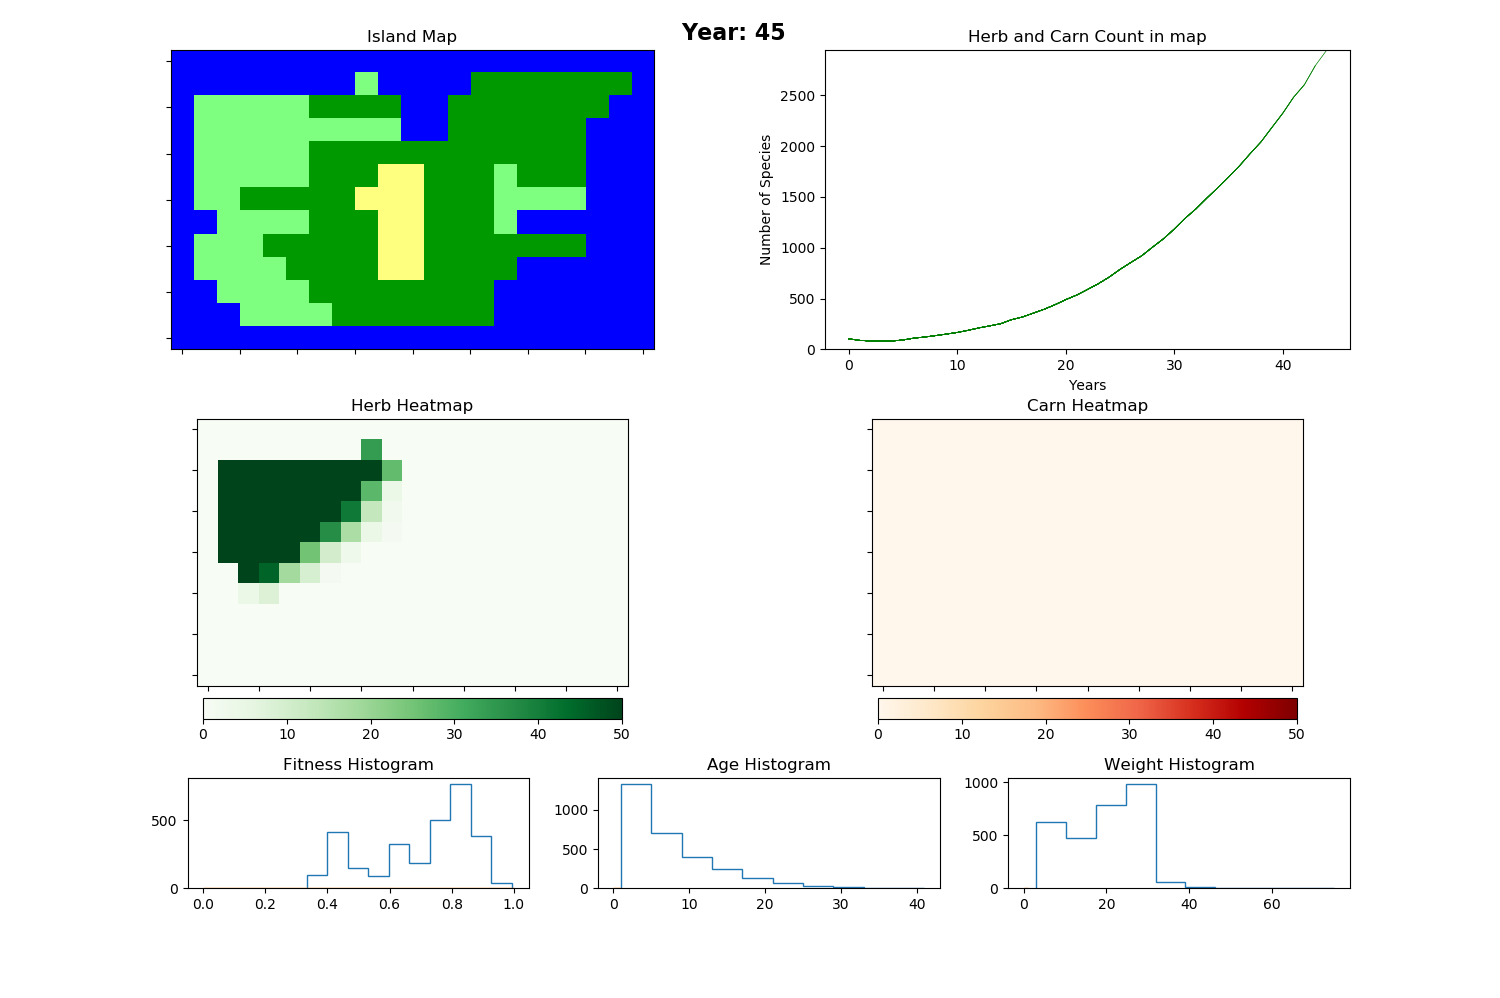 Year: 45
Island Map
Herb and Carn Count in map
2500
2000
1500
1000
500
0
Number of Species
0 10 20 30 40
Years
Herb Heatmap
Carn Heatmap
0 10 20 30 40 50
0 10 20 30 40 50
Fitness Histogram
500
0
0.0 0.2 0.4 0.6 0.8 1.0
Age Histogram
1000
500
0
0 10 20 30 40
Weight Histogram
1000
500
0
0 20 40 60